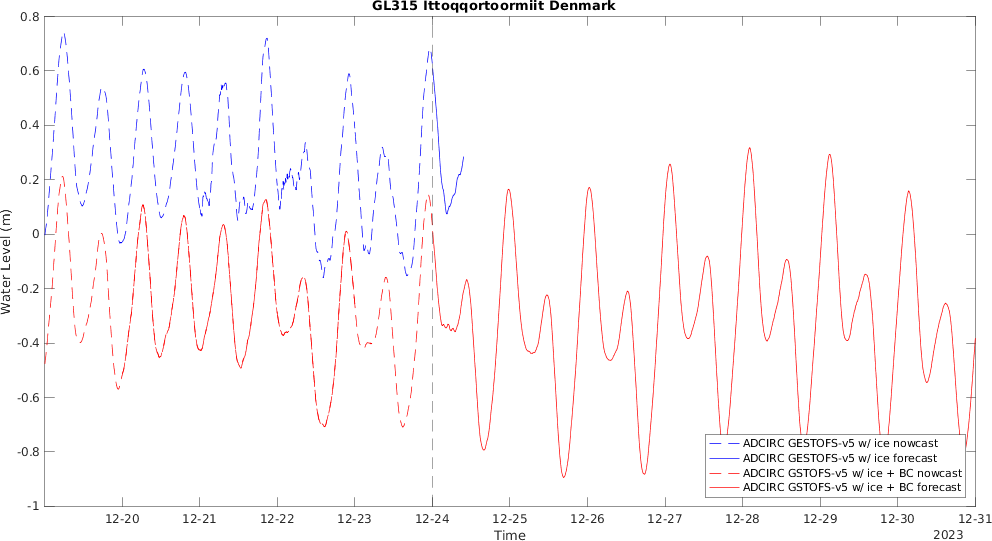 GL315 Ittoqqortoormiit Denmark
Water Level (m)
0.8
0.6
0.4
0.2
0
-0.2
-0.4
-0.6
-0.8
-1
ADCIRC GESTOFS-v5 w/ ice nowcast
ADCIRC GESTOFS-v5 w/ ice forecast
ADCIRC GSTOFS-v5 w/ ice + BC nowcast
ADCIRC GSTOFS-v5 w/ ice + BC forecast
12-20 12-21 12-22 12-23 12-24 12-25 12-26 12-27 12-28 12-29 12-30 12-31
Time
2023